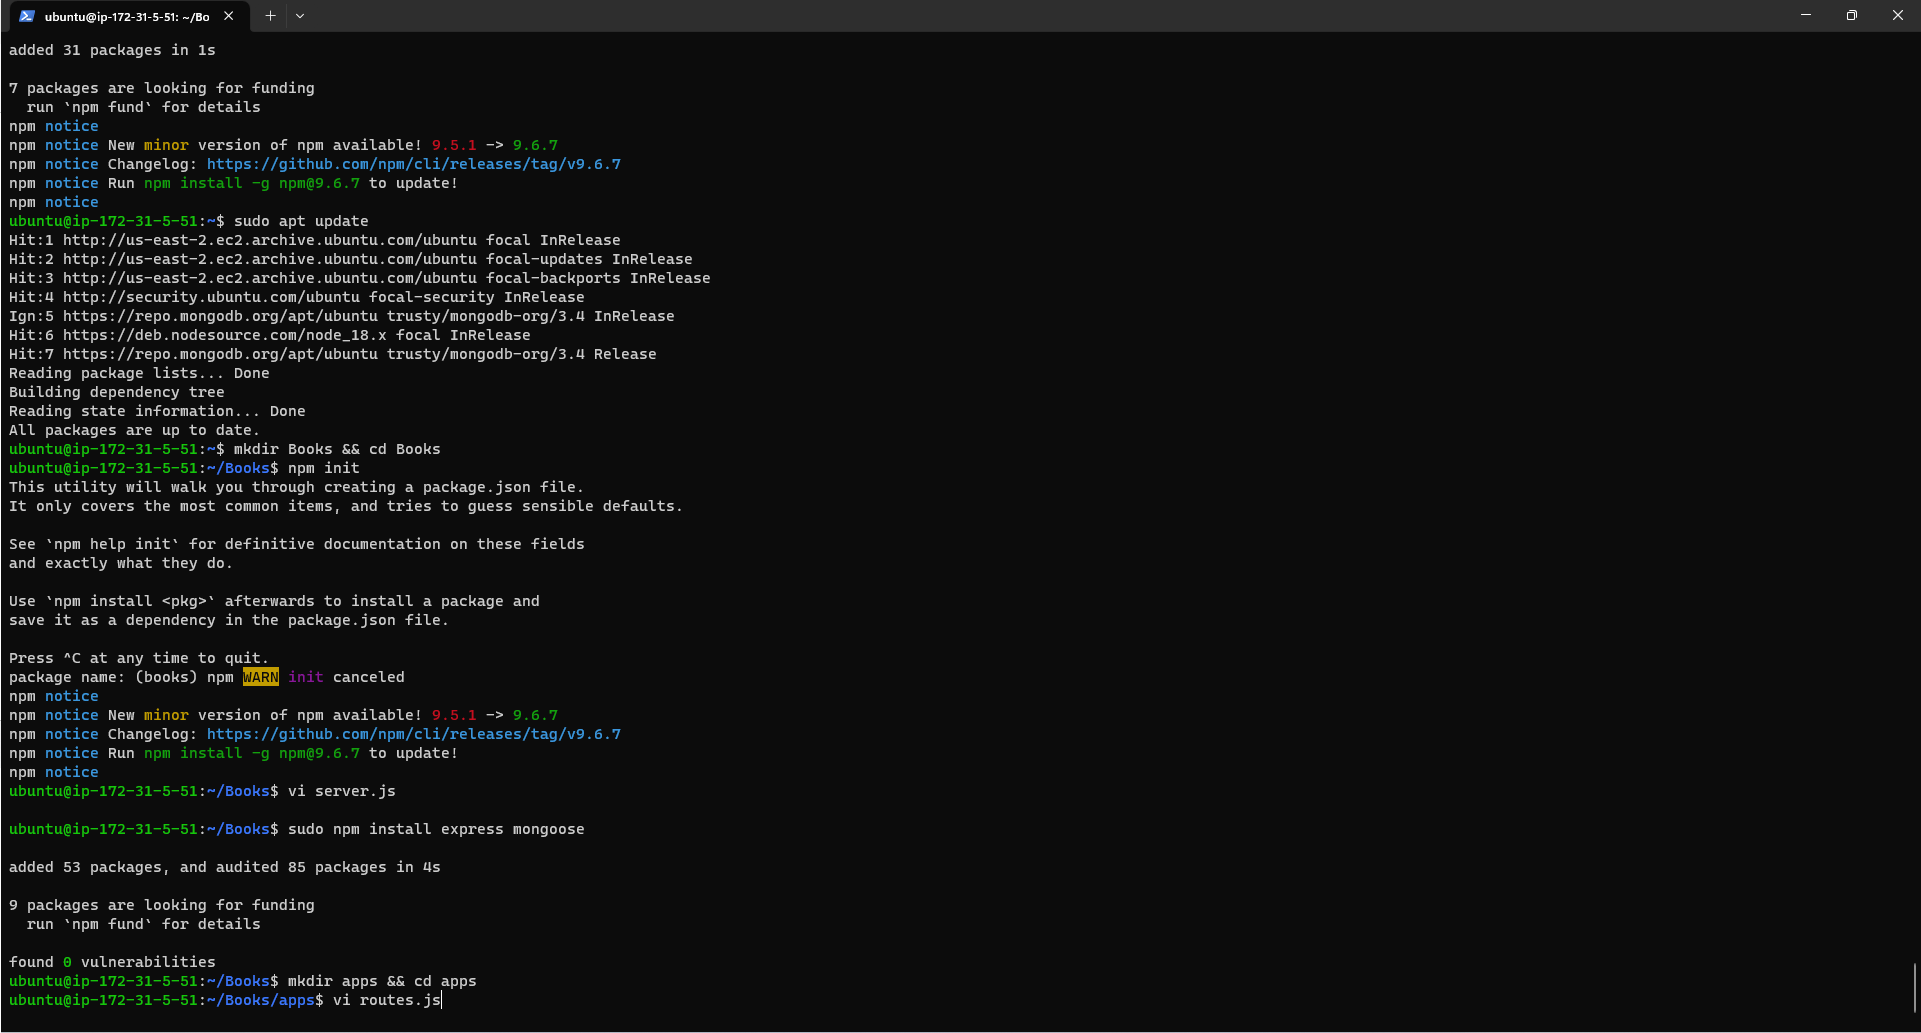 ubuntu@ip-172-31-5-51: ~/Bo
added 31 packages in 1s
7 packages are looking for funding
  run `npm fund` for details
npm notice
npm notice New minor version of npm available! 9.5.1 -> 9.6.7
npm notice Changelog: https://github.com/npm/cli/releases/tag/v9.6.7
npm notice Run npm install -g npm@9.6.7 to update!
npm notice
ubuntu@ip-172-31-5-51:~$ sudo apt update
Hit:1 http://us-east-2.ec2.archive.ubuntu.com/ubuntu focal InRelease
Hit:2 http://us-east-2.ec2.archive.ubuntu.com/ubuntu focal-updates InRelease
Hit:3 http://us-east-2.ec2.archive.ubuntu.com/ubuntu focal-backports InRelease
Hit:4 http://security.ubuntu.com/ubuntu focal-security InRelease
Ign:5 https://repo.mongodb.org/apt/ubuntu trusty/mongodb-org/3.4 InRelease
Hit:6 https://deb.nodesource.com/node_18.x focal InRelease
Hit:7 https://repo.mongodb.org/apt/ubuntu trusty/mongodb-org/3.4 Release
Reading package lists... Done
Building dependency tree
Reading state information... Done
All packages are up to date.
ubuntu@ip-172-31-5-51:~$ mkdir Books && cd Books
ubuntu@ip-172-31-5-51:~/Books$ npm init
This utility will walk you through creating a package.json file.
It only covers the most common items, and tries to guess sensible defaults.
See `npm help init` for definitive documentation on these fields
and exactly what they do.
Use `npm install <pkg>` afterwards to install a package and
save it as a dependency in the package.json file.
Press ^C at any time to quit.
package name: (books) npm WARN init canceled
npm notice
npm notice New minor version of npm available! 9.5.1 -> 9.6.7
npm notice Changelog: https://github.com/npm/cli/releases/tag/v9.6.7
npm notice Run npm install -g npm@9.6.7 to update!
npm notice
ubuntu@ip-172-31-5-51:~/Books$ vi server.js
ubuntu@ip-172-31-5-51:~/Books$ sudo npm install express mongoose
added 53 packages, and audited 85 packages in 4s
9 packages are looking for funding
  run `npm fund` for details
found 0 vulnerabilities
ubuntu@ip-172-31-5-51:~/Books$ mkdir apps && cd apps
ubuntu@ip-172-31-5-51:~/Books/apps$ vi routes.js